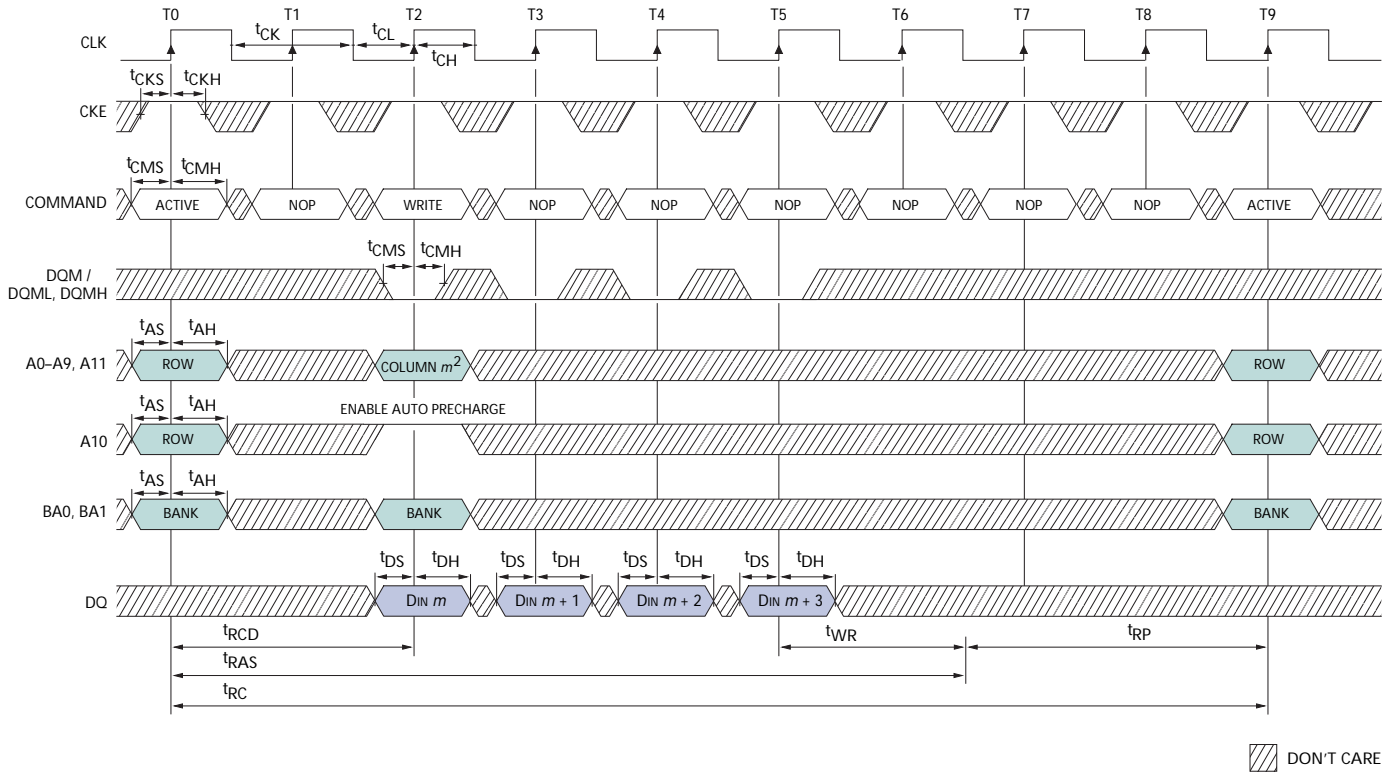 T0 T1 T2 T3 T4 T5 T6 T7 T8 T9
CLK tCK tCL tCH
tCKS tCKH
CKE
tCMS tCMH
COMMAND ACTIVE NOP WRITE NOP NOP NOP NOP NOP NOP ACTIVE
tCMS tCMH
DQM /
DQML, DQMH
tAS tAH
A0–A9, A11 ROW COLUMN m2 ROW
tAS tAH ENABLE AUTO PRECHARGE
A10 ROW ROW
tAS tAH
BA0, BA1 BANK BANK BANK
tDS tDH tDS tDH tDS tDH tDS tDH
DQ DIN m DIN m + 1 DIN m + 2 DIN m + 3
tRCD tWR tRP
tRAS
tRC
DON'T CARE